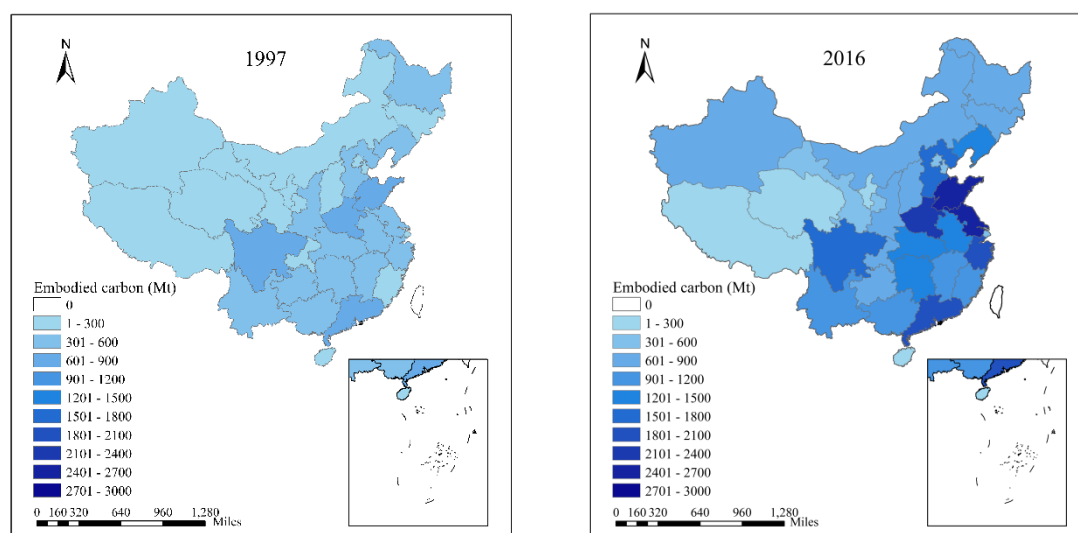 N
1997
Embodied carbon (Mt)
0
1 - 300
301 - 600
601 - 900
901 - 1200
1201 - 1500
1501 - 1800
1801 - 2100
2101 - 2400
2401 - 2700
2701 - 3000
0 160 320 640 960 1,280
Miles
N
2016
Embodied carbon (Mt)
0
1 - 300
301 - 600
601 - 900
901 - 1200
1201 - 1500
1501 - 1800
1801 - 2100
2101 - 2400
2401 - 2700
2701 - 3000
0 160 320 640 960 1,280
Miles